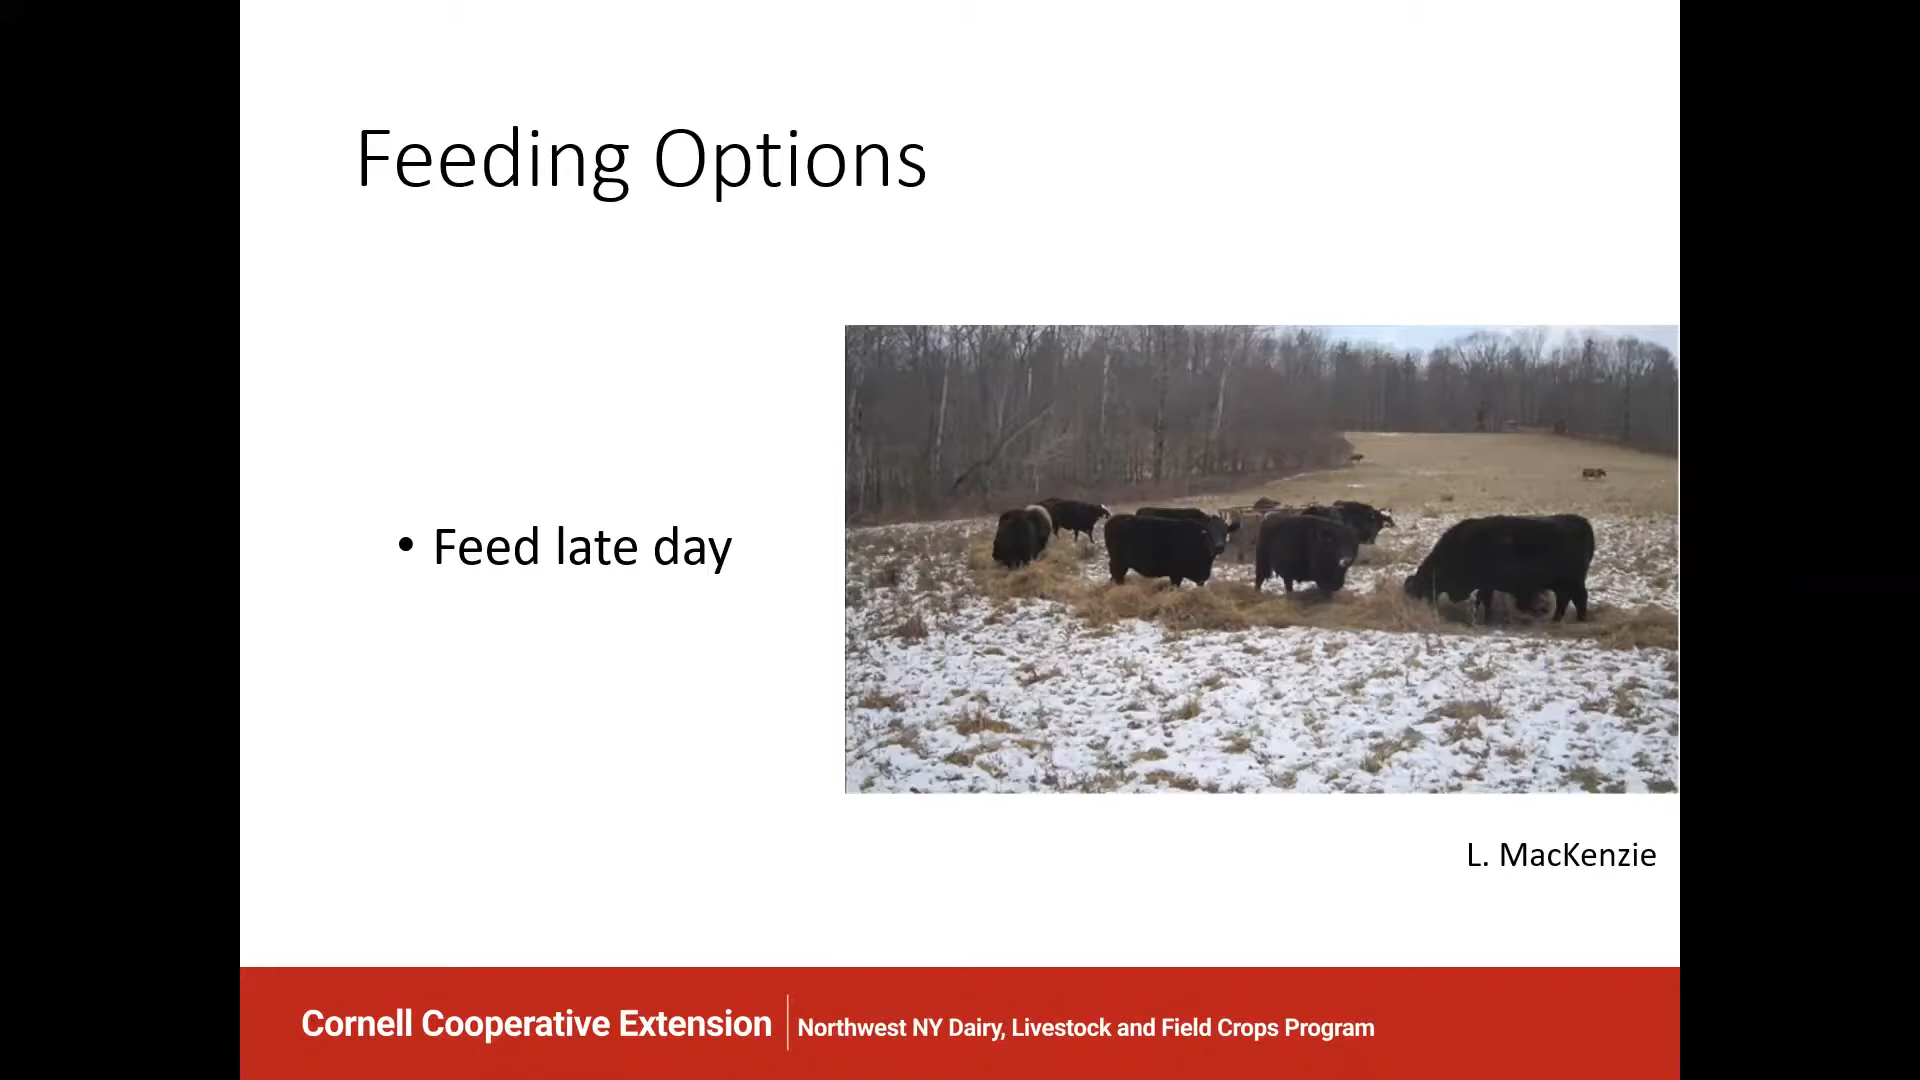 Feeding Options
• Feed late day
L. MacKenzie
Cornell Cooperative Extension | Northwest NY Dairy, Livestock and Field Crops Program